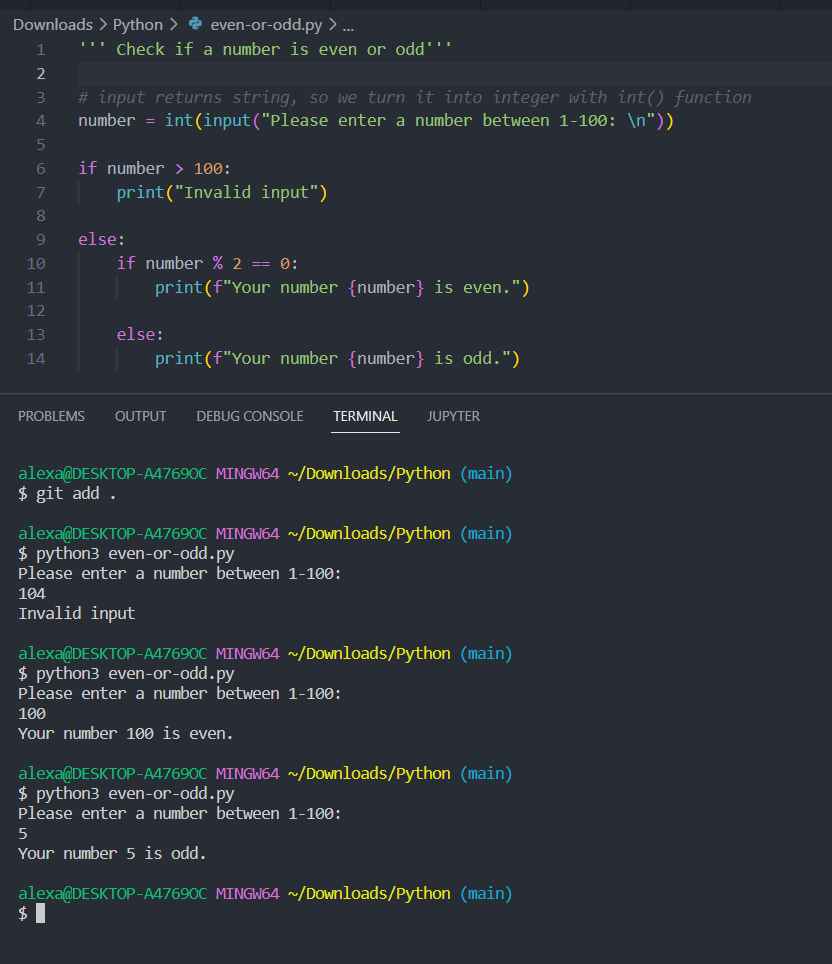 Downloads > Python > even-or-odd.py > ...
1 ''' Check if a number is even or odd'''
2
3 # input returns string, so we turn it into integer with int() function
4 number = int(input("Please enter a number between 1-100: \n"))
5
6 if number > 100:
7     print("Invalid input")
8
9 else:
10     if number % 2 == 0:
11         print(f"Your number {number} is even.")
12
13     else:
14         print(f"Your number {number} is odd.")
PROBLEMS OUTPUT DEBUG CONSOLE TERMINAL JUPYTER
alexa@DESKTOP-A4769OC MINGW64 ~/Downloads/Python (main)
$ git add .
alexa@DESKTOP-A4769OC MINGW64 ~/Downloads/Python (main)
$ python3 even-or-odd.py
Please enter a number between 1-100:
104
Invalid input
alexa@DESKTOP-A4769OC MINGW64 ~/Downloads/Python (main)
$ python3 even-or-odd.py
Please enter a number between 1-100:
100
Your number 100 is even.
alexa@DESKTOP-A4769OC MINGW64 ~/Downloads/Python (main)
$ python3 even-or-odd.py
Please enter a number between 1-100:
5
Your number 5 is odd.
alexa@DESKTOP-A4769OC MINGW64 ~/Downloads/Python (main)
$